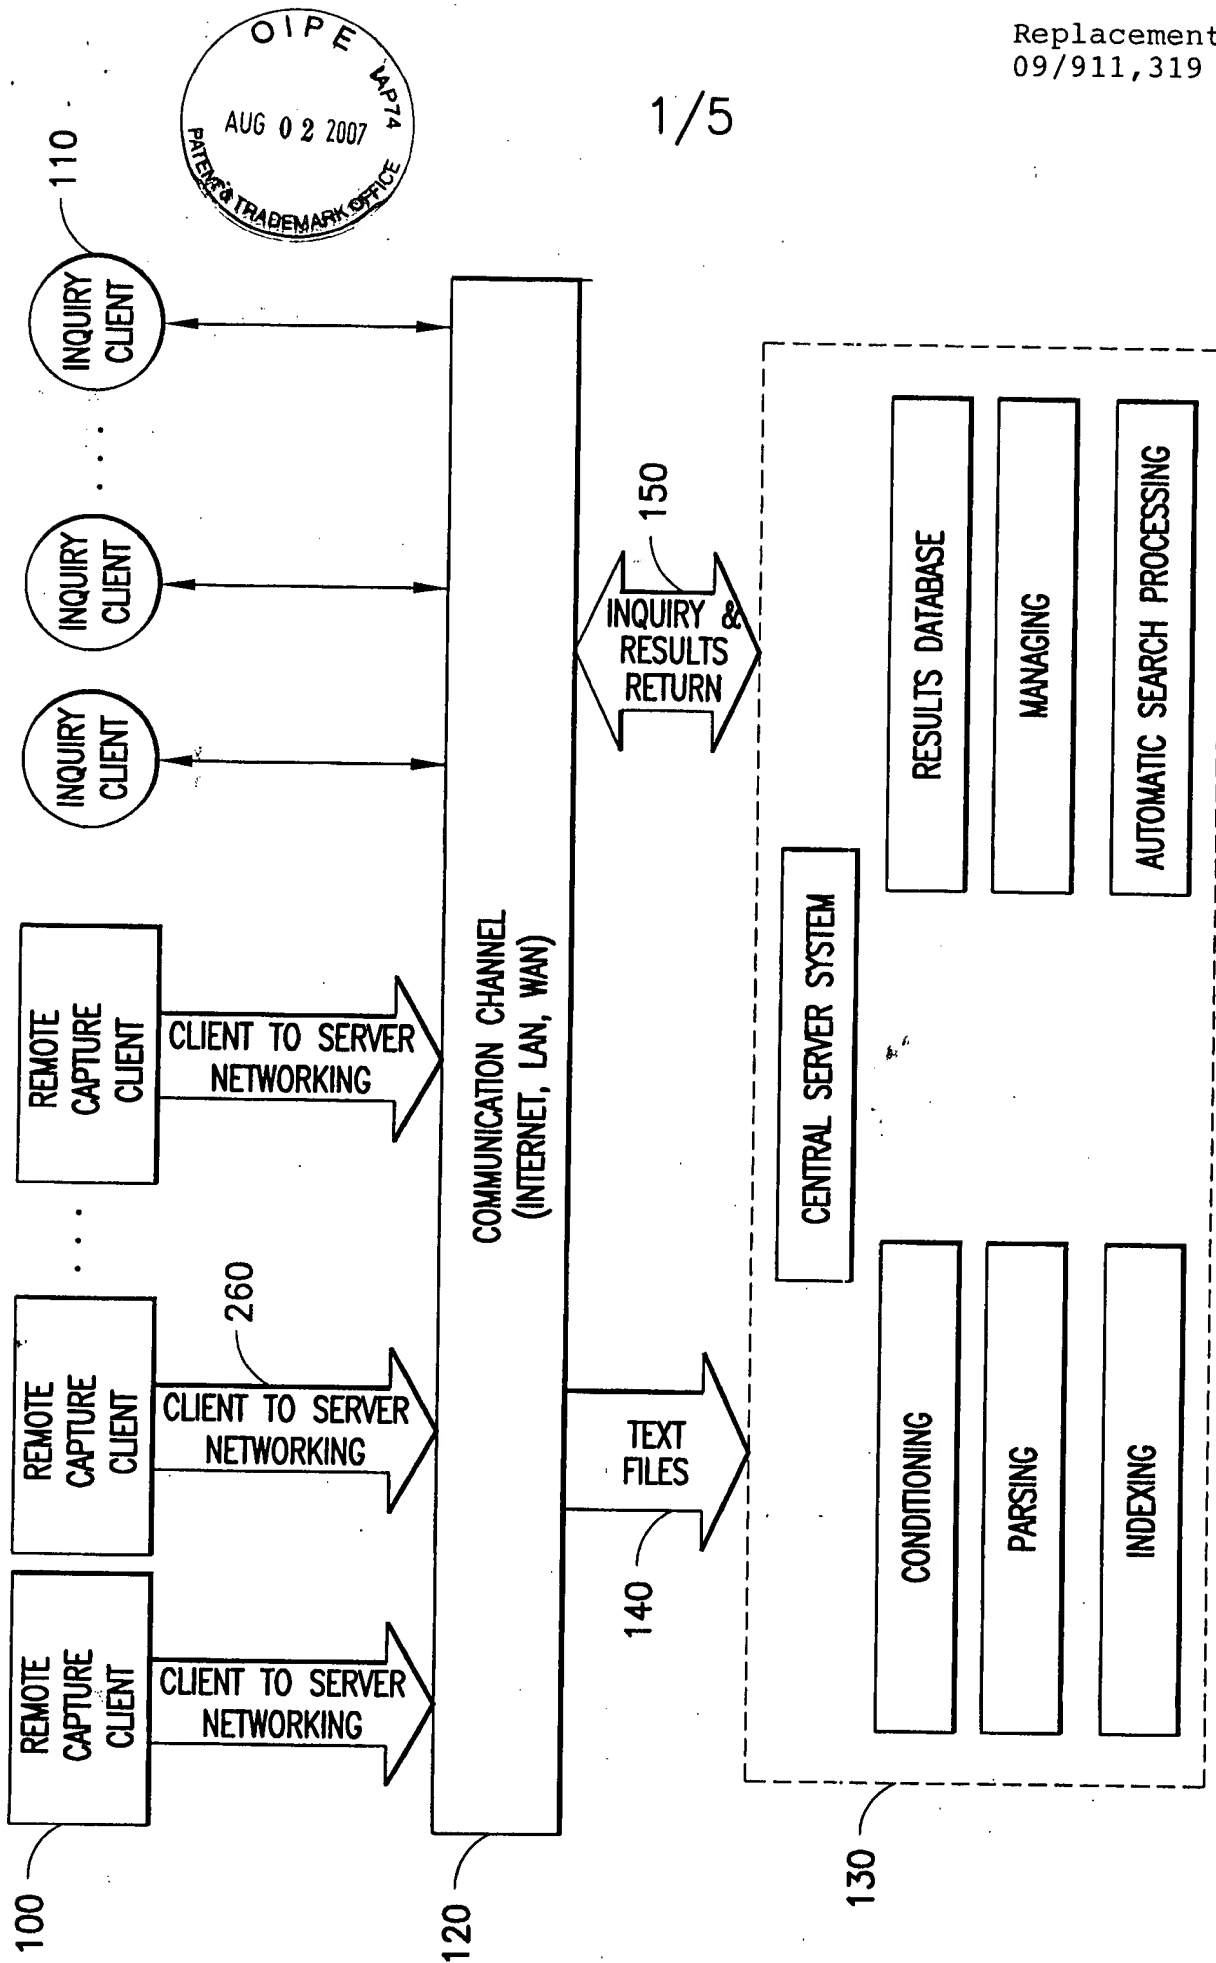 Replacement
09/911,319
1/5
OIPE
IAP74
AUG 02 2007
PATENT & TRADEMARK OFFICE
100
REMOTE
CAPTURE
CLIENT
REMOTE
CAPTURE
CLIENT
. . .
REMOTE
CAPTURE
CLIENT
INQUIRY
CLIENT
INQUIRY
CLIENT
. . . .
INQUIRY
CLIENT
110
CLIENT TO SERVER
NETWORKING
CLIENT TO SERVER
NETWORKING
260
CLIENT TO SERVER
NETWORKING
120
COMMUNICATION CHANNEL
(INTERNET, LAN, WAN)
140
TEXT
FILES
INQUIRY &
RESULTS
RETURN
150
130
CENTRAL SERVER SYSTEM
CONDITIONING
PARSING
INDEXING
RESULTS DATABASE
MANAGING
AUTOMATIC SEARCH PROCESSING